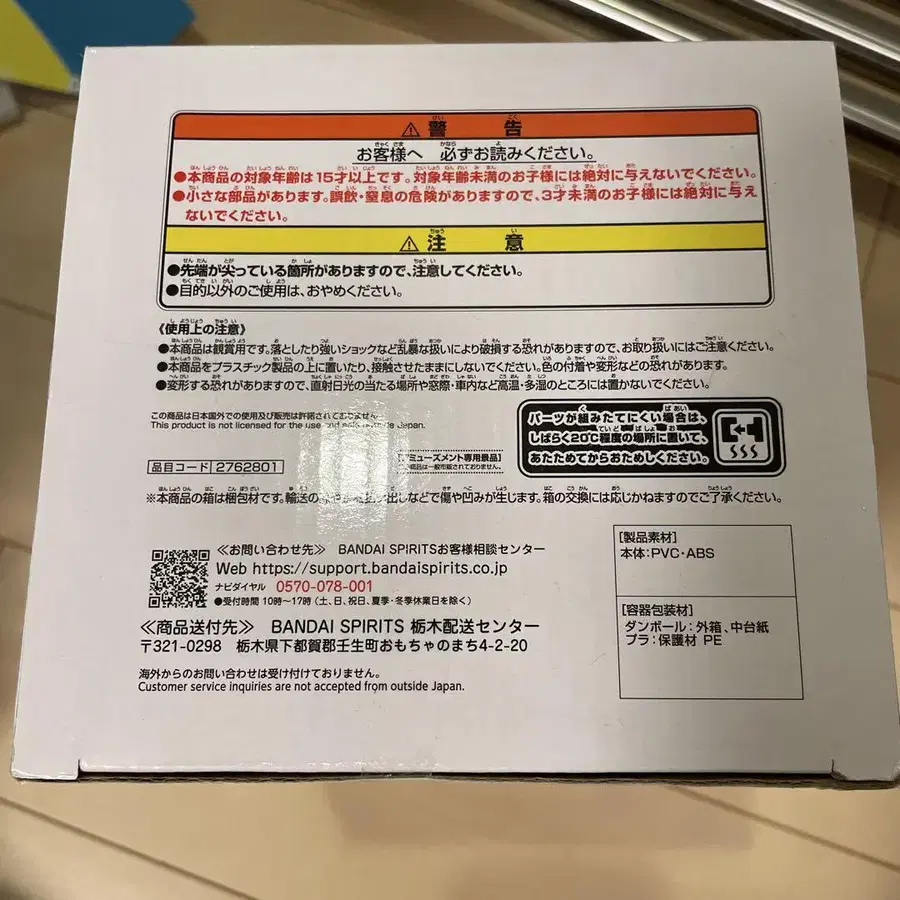 ⚠警告
お客様へ 必ずお読みください。
●本商品の対象年齢は15才以上です。対象年齢未満のお子様には絶対に与えないでください。
●小さな部品があります。誤飲・窒息の危険がありますので、3才未満のお子様には絶対に与え
ないでください。
⚠注意
●先端が尖っている箇所がありますので、注意してください。
●目的以外のご使用は、おやめください。
《使用上の注意》
●本商品は観賞用です。落としたり強いショックなど乱暴な扱いにより破損する恐れがありますので、お取り扱いにはご注意ください。
●本商品をプラスチック製品の上に置いたり、接触させたままにしないでください。色の付着や変形などの恐れがあります。
●変形する恐れがありますので、直射日光の当たる場所や窓際・車内など高温・多湿のところには置かないでください。
この商品は日本国外での使用及び販売は許諾されておりません。
This product is not licensed for the use and outside Japan.
パーツが組みたてにくい場合は、
しばらく20℃程度の場所に置いて、
あたためてからおためしください。
品目コード 2762801
ミューズメント専用景品
商品は一般市販されておりません。
※本商品の箱は梱包材です。輸送の出しなどで傷や凹みが生じます。箱の交換には応じかねますのでご了承ください。
≪お問い合わせ先≫ BANDAI SPIRITSお客様相談センター
Web https://support.bandaispirits.co.jp
ナビダイヤル 0570-078-001
●受付時間 10時〜17時(土、日、祝日、夏季・冬季休業日を除く)
≪商品送付先≫ BANDAI SPIRITS 栃木配送センター
〒321-0298 栃木県下都賀郡壬生町おもちゃのまち4-2-20
海外からのお問い合わせは受け付けておりません。
Customer service inquiries are not accepted from outside Japan.
[製品素材]
本体:PVC・ABS
[容器包装材]
ダンボール:外箱、中台紙
プラ:保護材 PE